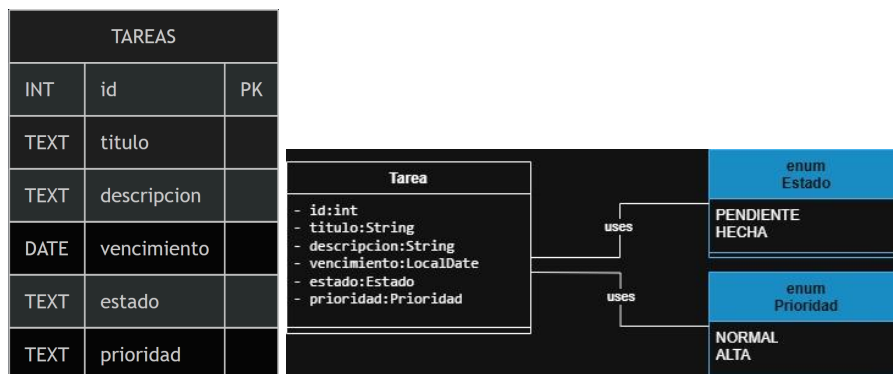 TAREAS
INT id PK
TEXT titulo
TEXT descripcion
DATE vencimiento
TEXT estado
TEXT prioridad
Tarea
- id:int
- titulo:String
- descripcion:String
- vencimiento:LocalDate
- estado:Estado
- prioridad:Prioridad
uses
uses
enum
Estado
PENDIENTE
HECHA
enum
Prioridad
NORMAL
ALTA